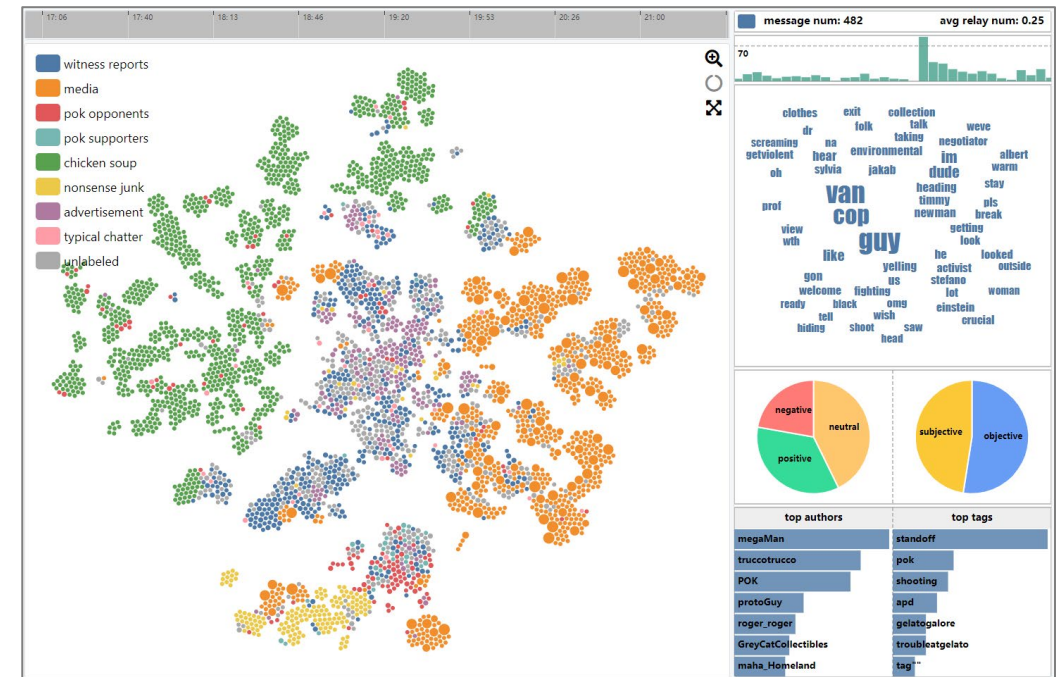 17:06 17:40 18:13 18:46 19:20 19:53 20:26 21:00
witness reports
media
pok opponents
pok supporters
chicken soup
nonsense junk
advertisement
typical chatter
unlabeled
message num: 482 avg relay num: 0.25
70
clothes exit collection
dr folk talk weve
screaming na taking negotiator
getviolent hear environmental im albert
oh sylvia jakab dude warm
heading stay
prof van timmy pls
cop newman break
view getting
wth guy look
like he looked
gon yelling activist outside
us stefano
welcome fighting lot woman
ready black omg einstein
tell wish crucial
hiding shoot saw
head
negative neutral positive
subjective objective
top authors top tags
megaMan standoff
truccotrucco pok
POK shooting
protoGuy apd
roger_roger gelatogalore
GreyCatCollectibles troubleatgelato
maha_Homeland tag""